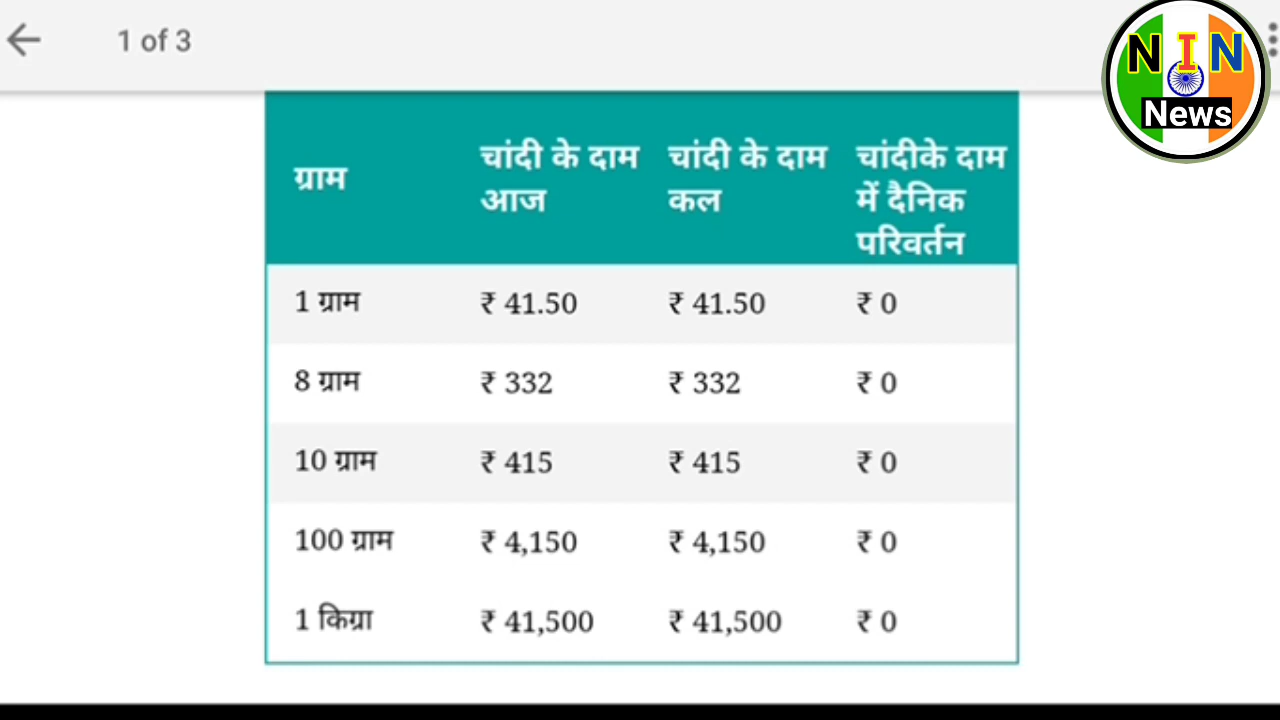 1 of 3
NIN
News
ग्राम
चांदी के दाम
आज
चांदी के दाम
कल
चांदीके दाम
में दैनिक
परिवर्तन
1 ग्राम ₹ 41.50 ₹ 41.50 ₹ 0
8 ग्राम ₹ 332 ₹ 332 ₹ 0
10 ग्राम ₹ 415 ₹ 415 ₹ 0
100 ग्राम ₹ 4,150 ₹ 4,150 ₹ 0
1 किग्रा ₹ 41,500 ₹ 41,500 ₹ 0